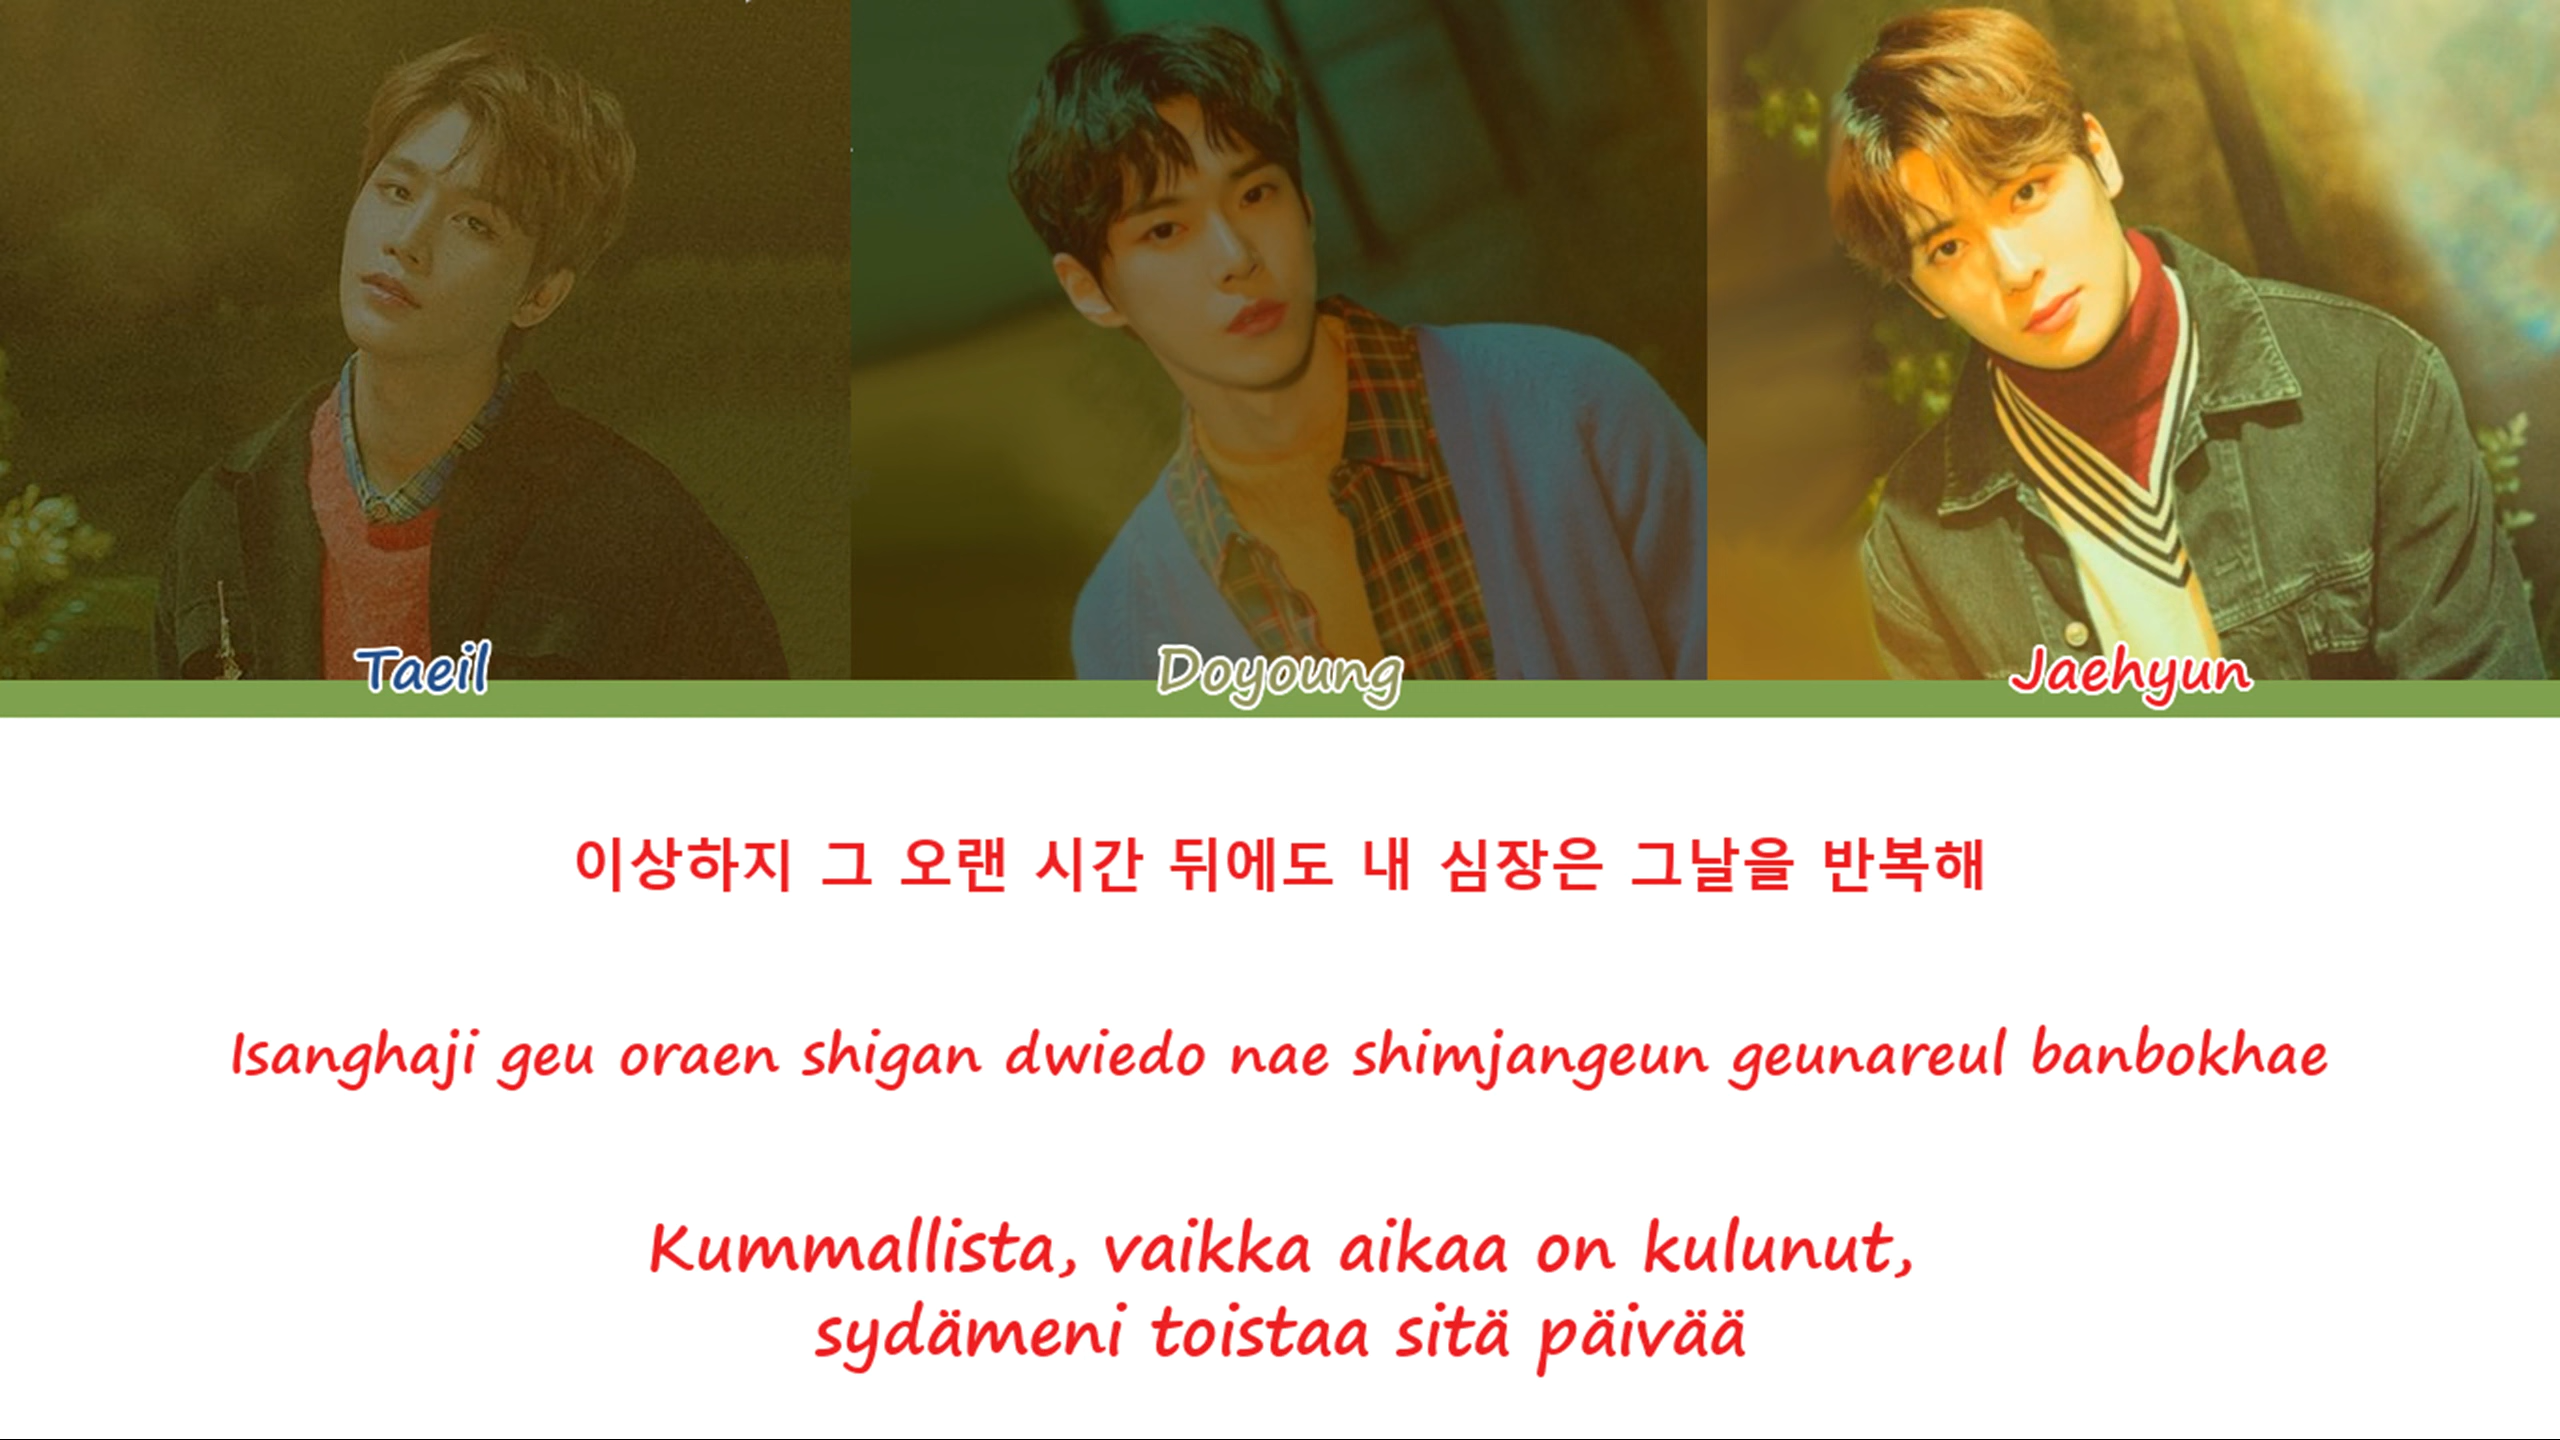 Taeil
Doyoung
Jaehyun
이상하지 그 오랜 시간 뒤에도 내 심장은 그날을 반복해
Isanghaji geu oraen shigan dwiedo nae shimjangeun geunareul banbokhae
Kummallista, vaikka aikaa on kulunut,
sydämeni toistaa sitä päivää